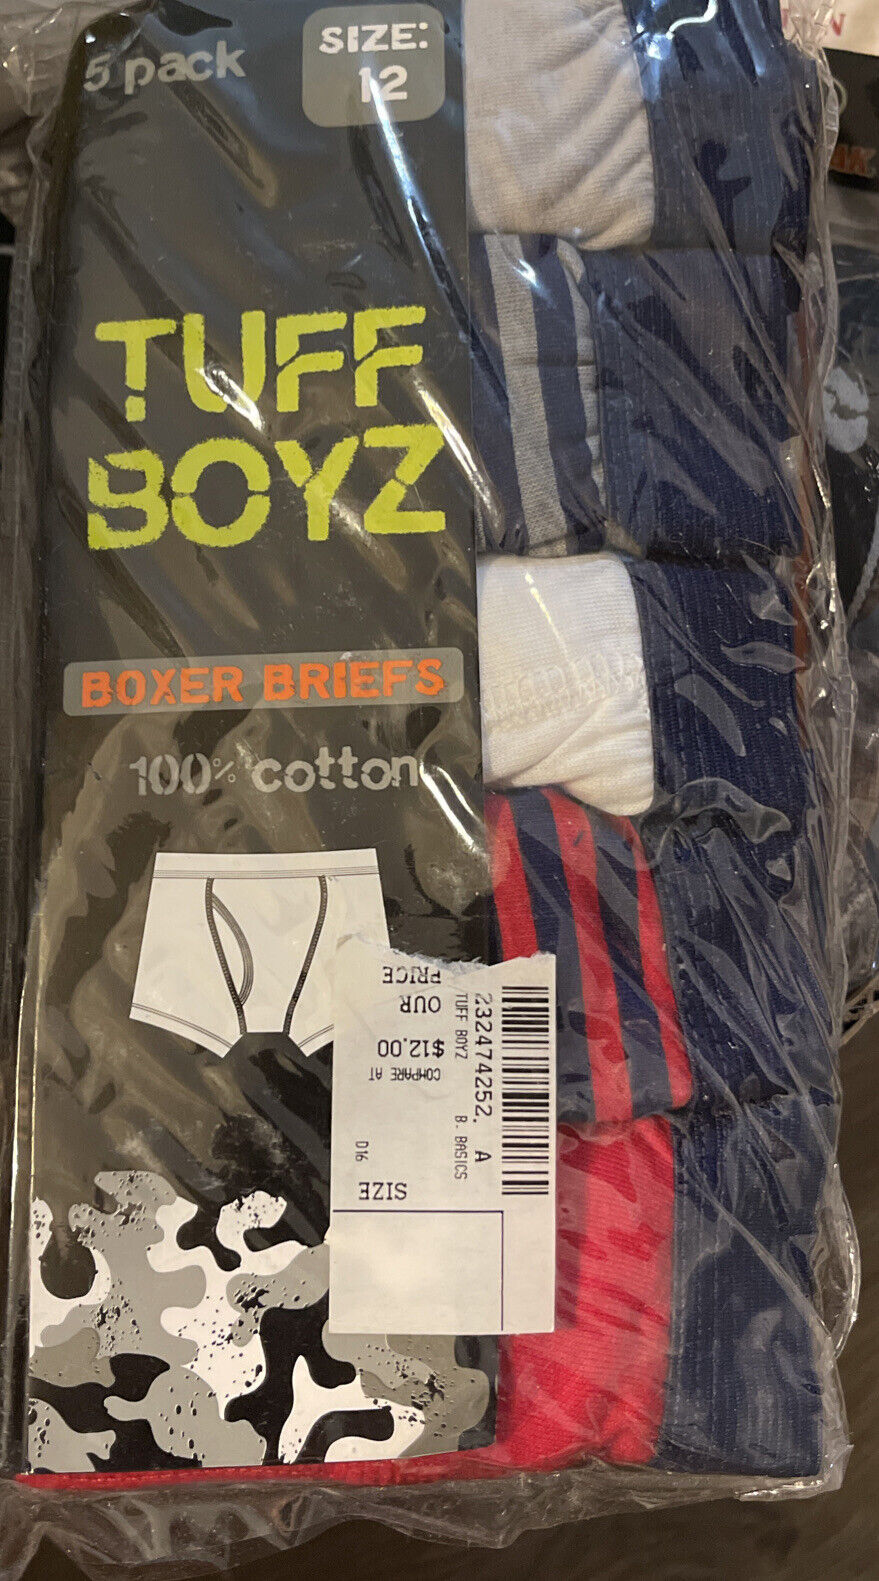 5 pack
SIZE:
12
TUFF
BOYZ
BOXER BRIEFS
100% cotton
232474252. A
TUFF BOYZ B. BASICS
SIZE
D16
COMPARE AT
$12.00
OUR
PRICE
N